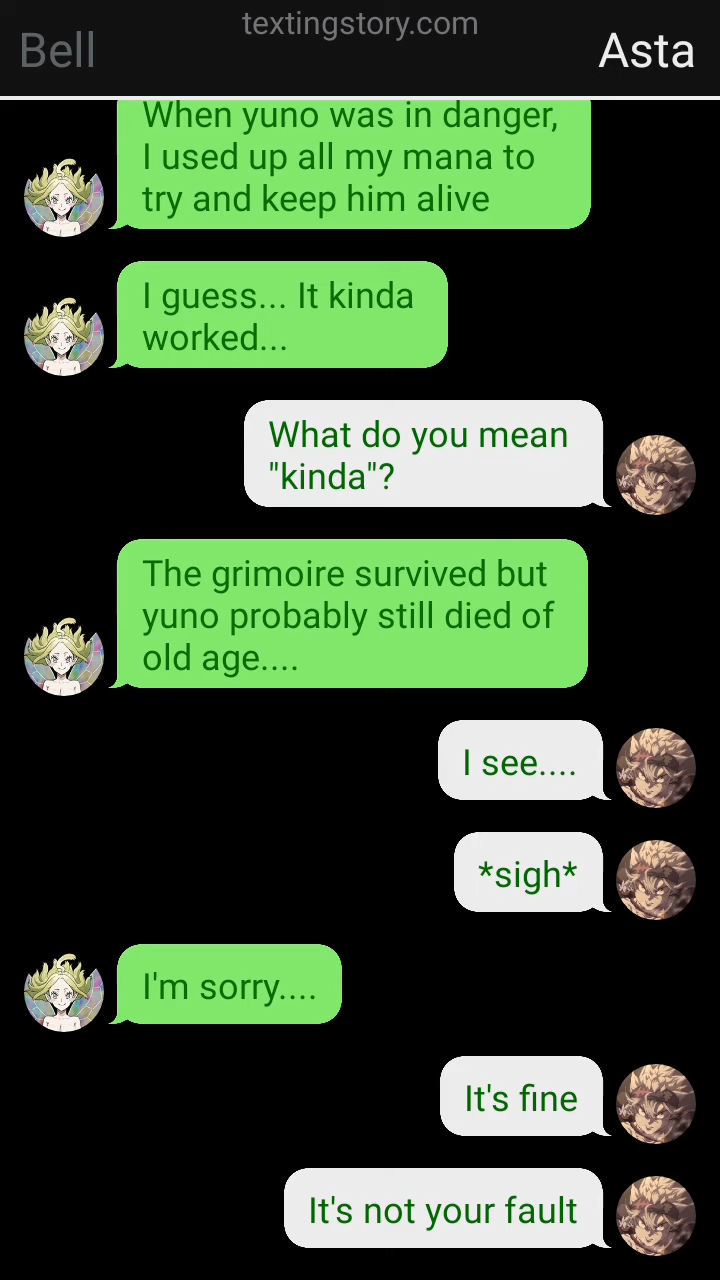 textingstory.com
Bell
Asta
When yuno was in danger,
I used up all my mana to
try and keep him alive
I guess... It kinda
worked...
What do you mean
"kinda"?
The grimoire survived but
yuno probably still died of
old age....
I see....
*sigh*
I'm sorry....
It's fine
It's not your fault